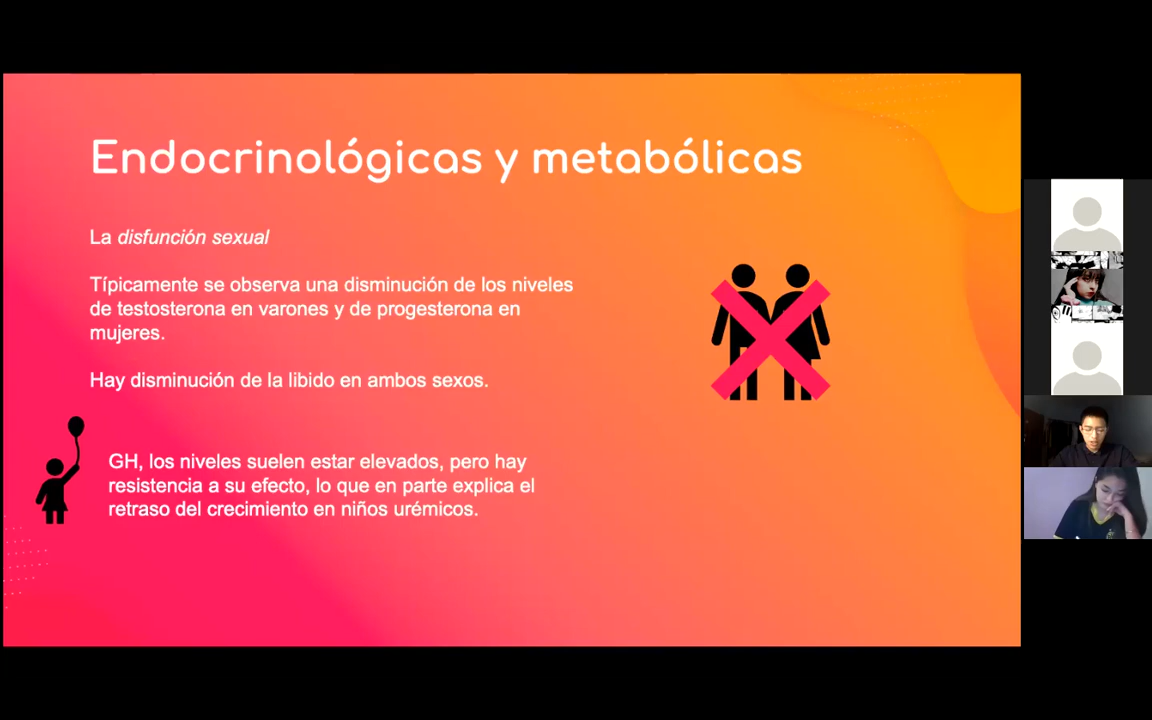 Endocrinológicas y metabólicas
La disfunción sexual
Típicamente se observa una disminución de los niveles
de testosterona en varones y de progesterona en
mujeres.
Hay disminución de la libido en ambos sexos.
GH, los niveles suelen estar elevados, pero hay
resistencia a su efecto, lo que en parte explica el
retraso del crecimiento en niños urémicos.